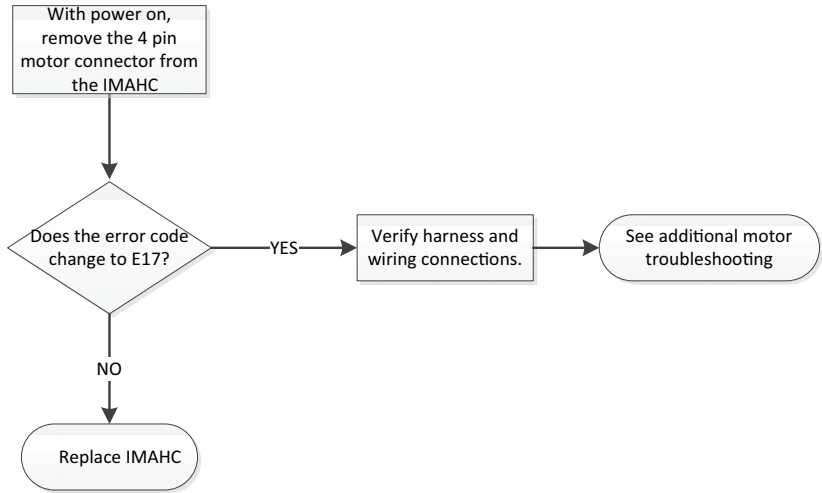 With power on,
remove the 4 pin
motor connector from
the IMAHC
Does the error code
change to E17?
YES
Verify harness and
wiring connections.
See additional motor
troubleshooting
NO
Replace IMAHC